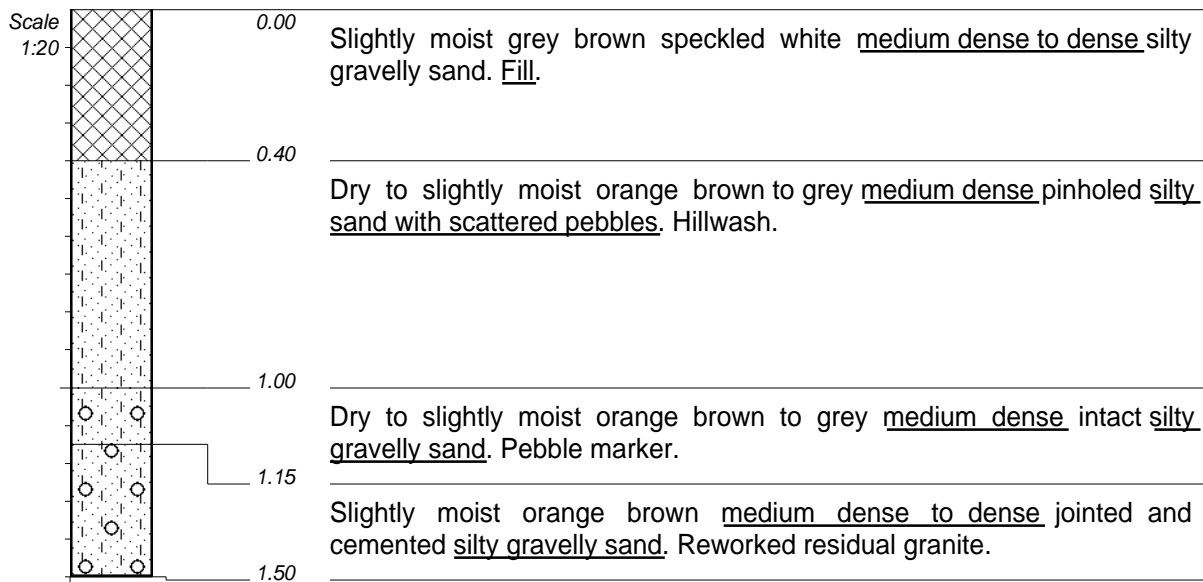 Scale
1:20
0.00
Slightly moist grey brown speckled white medium dense to dense silty
gravelly sand. Fill.
0.40
Dry to slightly moist orange brown to grey medium dense pinholed silty
sand with scattered pebbles. Hillwash.
1.00
Dry to slightly moist orange brown to grey medium dense intact silty
gravelly sand. Pebble marker.
1.15
Slightly moist orange brown medium dense to dense jointed and
cemented silty gravelly sand. Reworked residual granite.
1.50